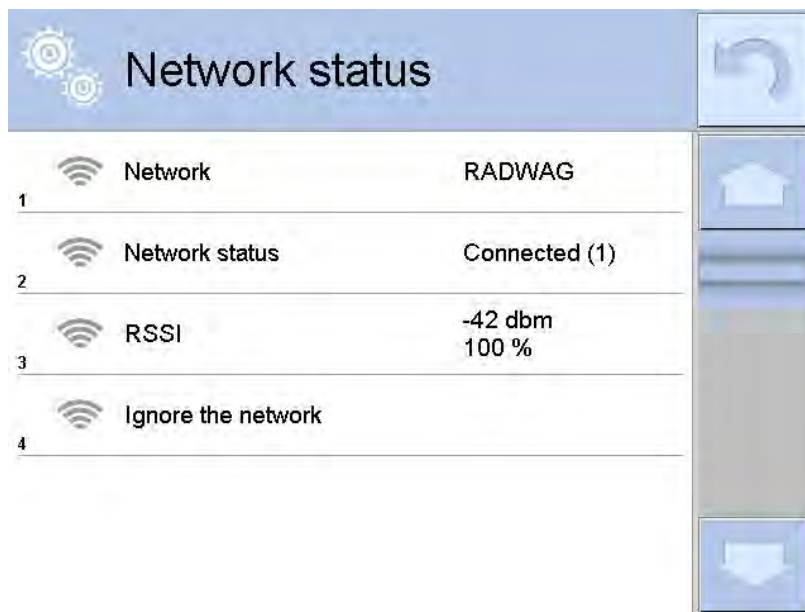 Network status
Network RADWAG
1
Network status Connected (1)
2
RSSI -42 dbm
100 %
3
Ignore the network
4